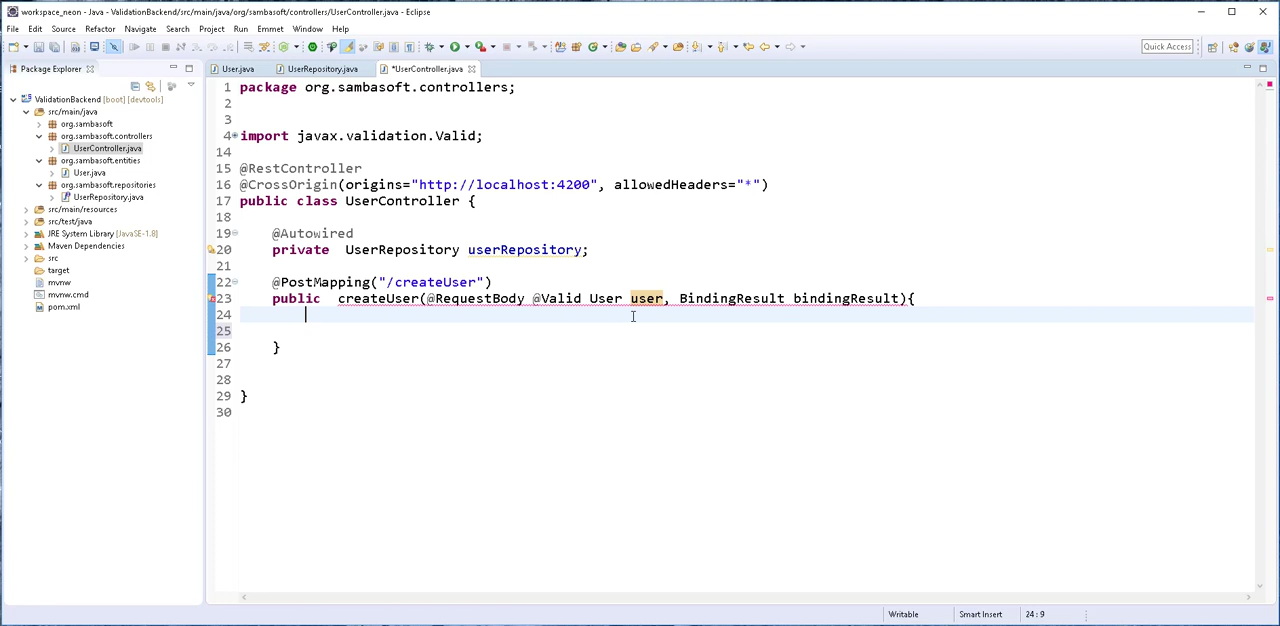 workspace_neon - Java - ValidationBackend/src/main/java/org/sambasoft/controllers/UserController.java - Eclipse
File Edit Source Refactor Navigate Search Project Run Emmet Window Help
Quick Access
Package Explorer
User.java
UserRepository.java
*UserController.java
ValidationBackend [boot] [devtools]
src/main/java
org.sambasoft
org.sambasoft.controllers
UserController.java
org.sambasoft.entities
User.java
org.sambasoft.repositories
UserRepository.java
src/main/resources
src/test/java
JRE System Library [JavaSE-1.8]
Maven Dependencies
src
target
mvnw
mvnw.cmd
pom.xml
1 package org.sambasoft.controllers;
2
3
4 import javax.validation.Valid;
14
15 @RestController
16 @CrossOrigin(origins="http://localhost:4200", allowedHeaders="*")
17 public class UserController {
18
19 @Autowired
20 private UserRepository userRepository;
21
22 @PostMapping("/createUser")
23 public createUser(@RequestBody @Valid User user, BindingResult bindingResult){
24
25
26 }
27
28
29 }
30
Writable Smart Insert 24:9